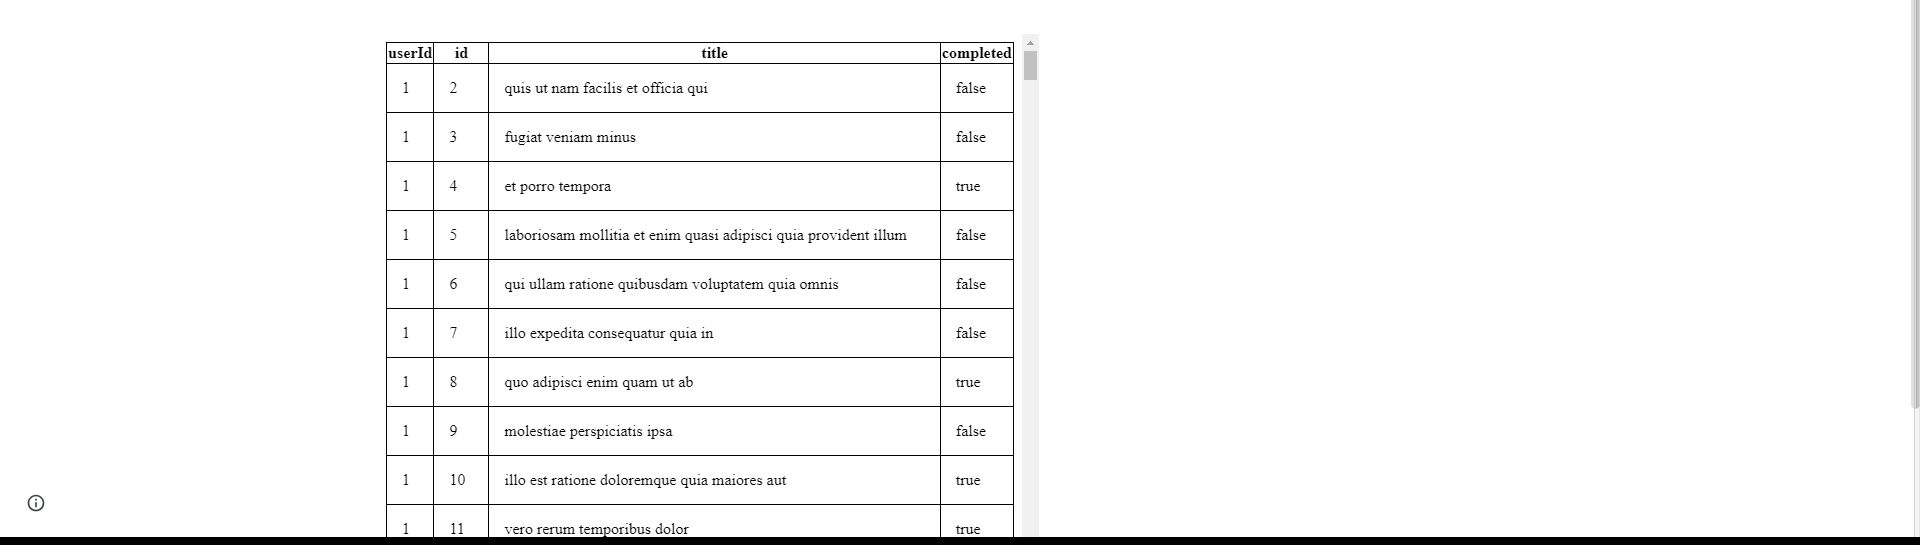 userId id title completed
1 2 quis ut nam facilis et officia qui false
1 3 fugiat veniam minus false
1 4 et porro tempora true
1 5 laboriosam mollitia et enim quasi adipisci quia provident illum false
1 6 qui ullam ratione quibusdam voluptatem quia omnis false
1 7 illo expedita consequatur quia in false
1 8 quo adipisci enim quam ut ab true
1 9 molestiae perspiciatis ipsa false
1 10 illo est ratione doloremque quia maiores aut true
1 11 vero rerum temporibus dolor true